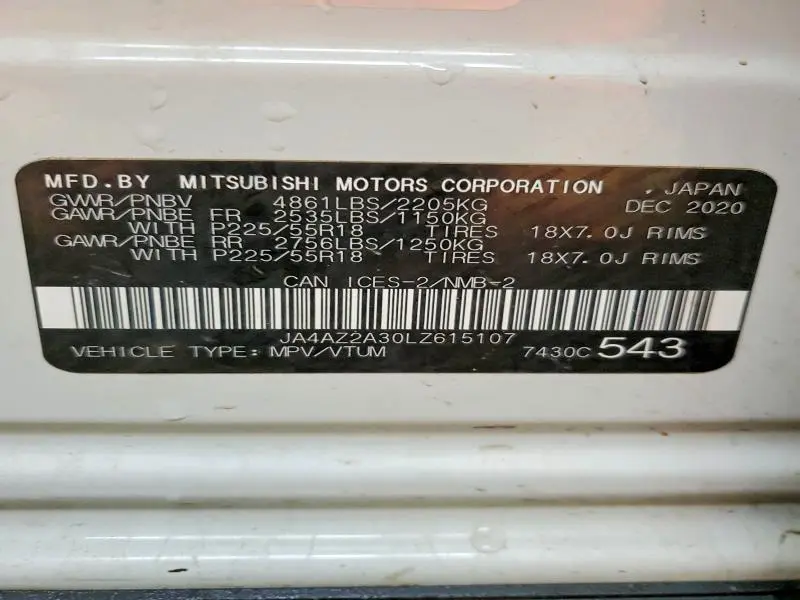 MFD.BY MITSUBISHI MOTORS CORPORATION , JAPAN
GVWR/PNBV 4861LBS/2205KG DEC 2020
GAWR/PNBE FR 2535LBS/1150KG
WITH P225/55R18 TIRES 18X7.0J RIMS
GAWR/PNBE RR 2756LBS/1250KG
WITH P225/55R18 TIRES 18X7.0J RIMS
CAN ICES-2/NMB-2
JA4AZ2A30LZ615107
VEHICLE TYPE: MPV/VTUM 7430C 543